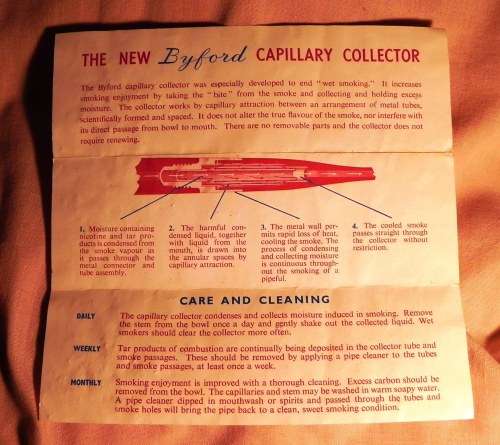 THE NEW Byford CAPILLARY COLLECTOR
The Byford capillary collector was especially developed to end "wet smoking." It increases
smoking enjoyment by taking the "bite" from the smoke and collecting and holding excess
moisture. The collector works by capillary attraction between an arrangement of metal tubes,
scientifically formed and spaced. It does not alter the true flavour of the smoke, nor interfere with
its direct passage from bowl to mouth. There are no removable parts and the collector does not
require renewing.
1. Moisture containing
nicotine and tar pro-
ducts is condensed from
the smoke vapour as
it passes through the
metal connector and
tube assembly.
2. The harmful con-
densed liquid, together
with liquid from the
mouth, is drawn into
the annular spaces by
capillary attraction.
3. The metal wall per-
mits rapid loss of heat,
cooling the smoke. The
process of condensing
and collecting moisture
is continuous through-
out the smoking of a
pipeful.
4. The cooled smoke
passes straight through
the collector without
restriction.
CARE AND CLEANING
DAILY The capillary collector condenses and collects moisture induced in smoking. Remove
the stem from the bowl once a day and gently shake out the collected liquid. Wet
smokers should clear the collector more often.
WEEKLY Tar products of combustion are continually being deposited in the collector tube and
smoke passages. These should be removed by applying a pipe cleaner to the tubes
and smoke passages, at least once a week.
MONTHLY Smoking enjoyment is improved with a thorough cleaning. Excess carbon should be
removed from the bowl. The capillaries and stem may be washed in warm soapy water.
A pipe cleaner dipped in mouthwash or spirits and passed through the tubes and
smoke holes will bring the pipe back to a clean, sweet smoking condition.